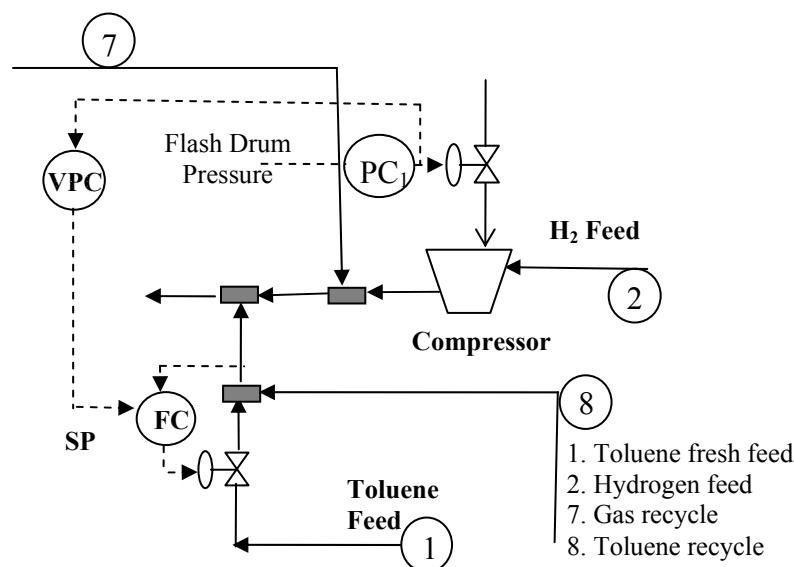 7
Flash Drum
Pressure
PC₁
VPC
H₂ Feed
2
Compressor
FC
SP
8
Toluene
Feed
1
1. Toluene fresh feed
2. Hydrogen feed
7. Gas recycle
8. Toluene recycle